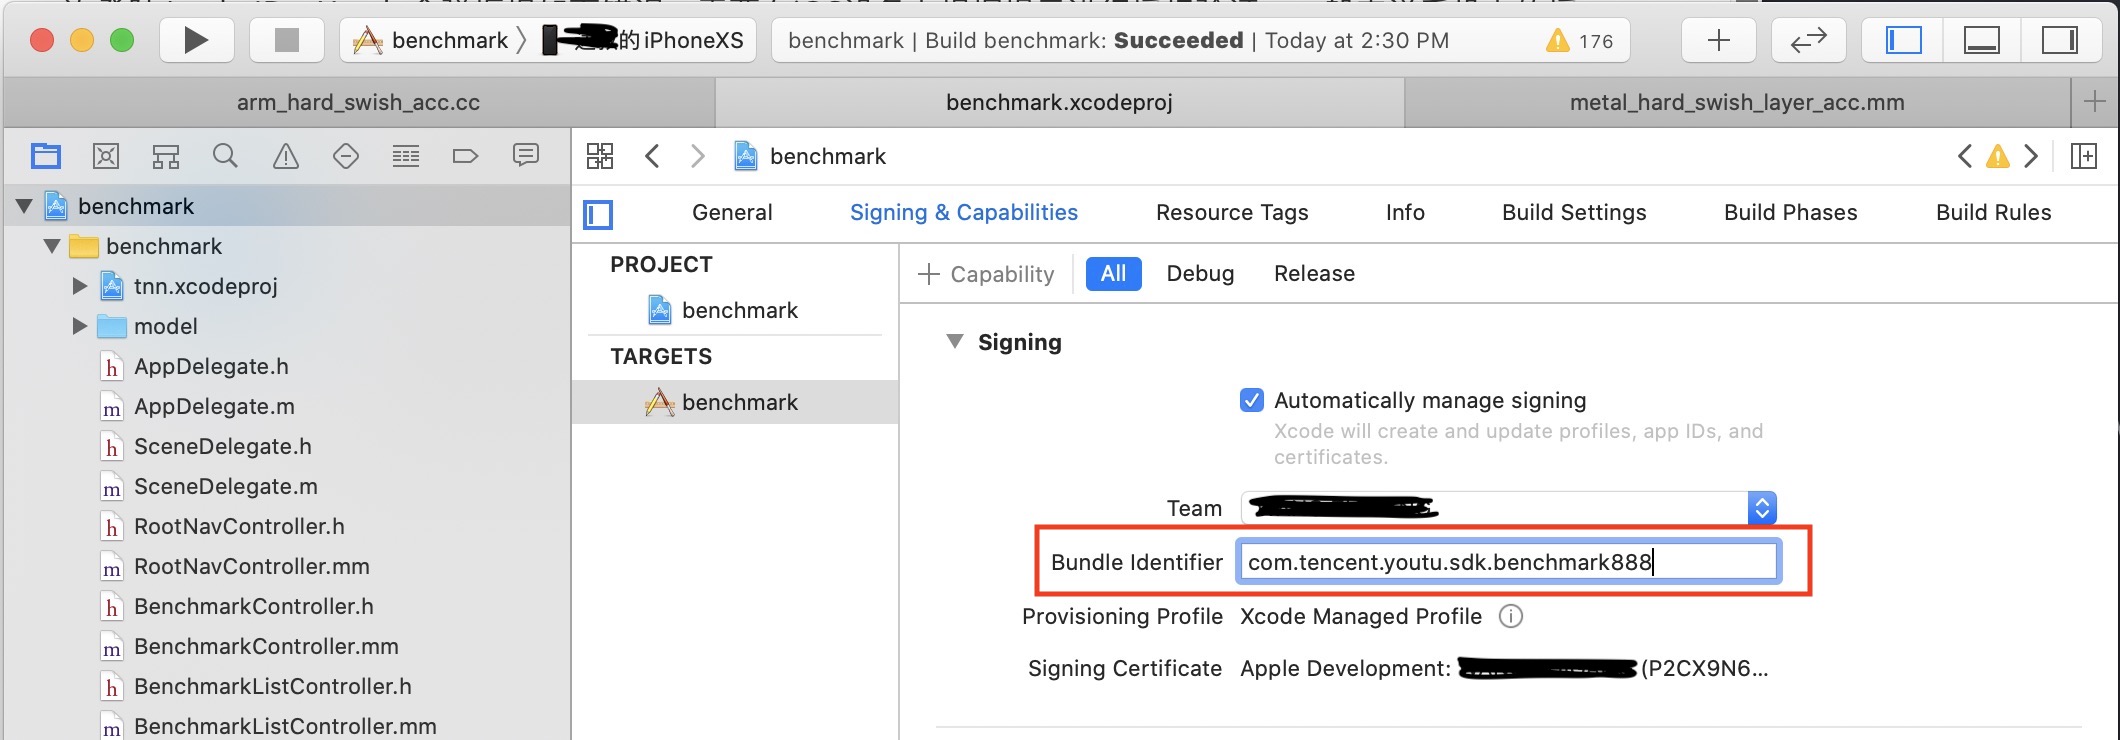 benchmark 的 iPhoneXS
benchmark | Build benchmark: Succeeded | Today at 2:30 PM 176
arm_hard_swish_acc.cc
benchmark.xcodeproj
metal_hard_swish_layer_acc.mm
benchmark
General
Signing & Capabilities
Resource Tags
Info
Build Settings
Build Phases
Build Rules
benchmark
benchmark
tnn.xcodeproj
model
AppDelegate.h
AppDelegate.m
SceneDelegate.h
SceneDelegate.m
RootNavController.h
RootNavController.mm
BenchmarkController.h
BenchmarkController.mm
BenchmarkListController.h
BenchmarkListController.mm
PROJECT
benchmark
TARGETS
benchmark
Capability
All
Debug
Release
Signing
Automatically manage signing
Xcode will create and update profiles, app IDs, and
certificates.
Team
Bundle Identifier com.tencent.youtu.sdk.benchmark888
Provisioning Profile Xcode Managed Profile
Signing Certificate Apple Development: (P2CX9N6...